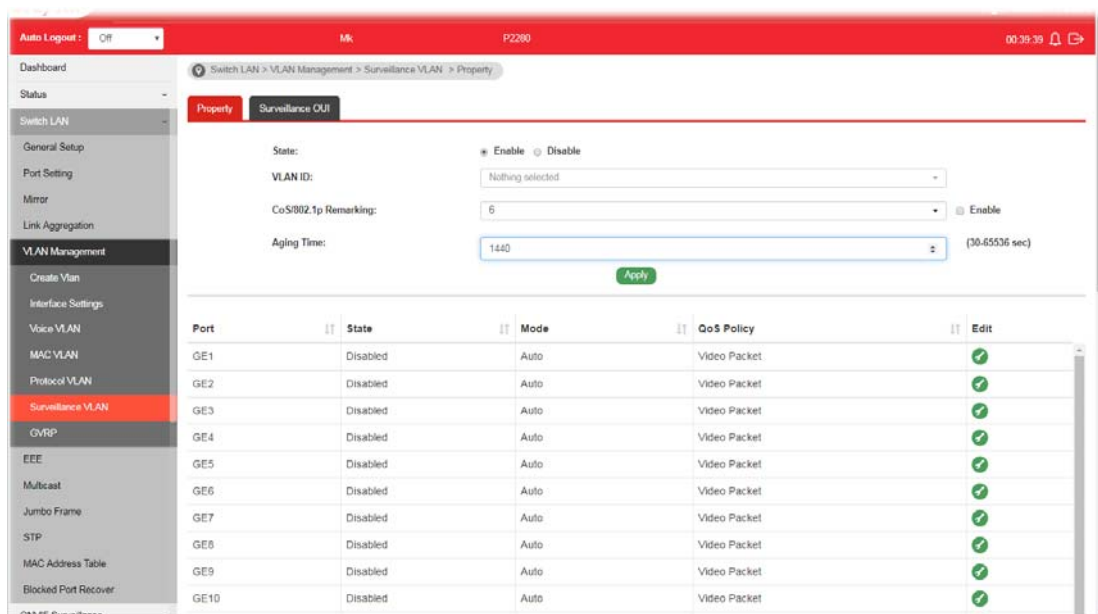 Auto Logout : Off Mk P2280 00:39:39
Switch LAN > VLAN Management > Surveillance VLAN > Property
Dashboard
Status
Switch LAN
General Setup
Port Setting
Mirror
Link Aggregation
VLAN Management
Create Vlan
Interface Settings
Voice VLAN
MAC VLAN
Protocol VLAN
Surveillance VLAN
GVRP
EEE
Multicast
Jumbo Frame
STP
MAC Address Table
Blocked Port Recover
Property Surveillance OUI
State: Enable Disable
VLAN ID: Nothing selected
CoS/802.1p Remarking: 6 Enable
Aging Time: 1440 (30-65536 sec)
Apply
Port State Mode QoS Policy Edit
GE1 Disabled Auto Video Packet
GE2 Disabled Auto Video Packet
GE3 Disabled Auto Video Packet
GE4 Disabled Auto Video Packet
GE5 Disabled Auto Video Packet
GE6 Disabled Auto Video Packet
GE7 Disabled Auto Video Packet
GE8 Disabled Auto Video Packet
GE9 Disabled Auto Video Packet
GE10 Disabled Auto Video Packet